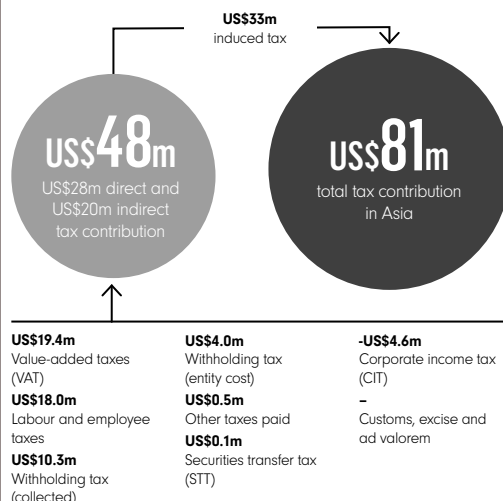 US$33m
induced tax
US$48m
US$28m direct and
US$20m indirect
tax contribution
US$81m
total tax contribution
in Asia
US$19.4m
Value-added taxes
(VAT)
US$18.0m
Labour and employee
taxes
US$10.3m
Withholding tax
(collected)
US$4.0m
Withholding tax
(entity cost)
US$0.5m
Other taxes paid
US$0.1m
Securities transfer tax
(STT)
-US$4.6m
Corporate income tax
(CIT)
–
Customs, excise and
ad valorem